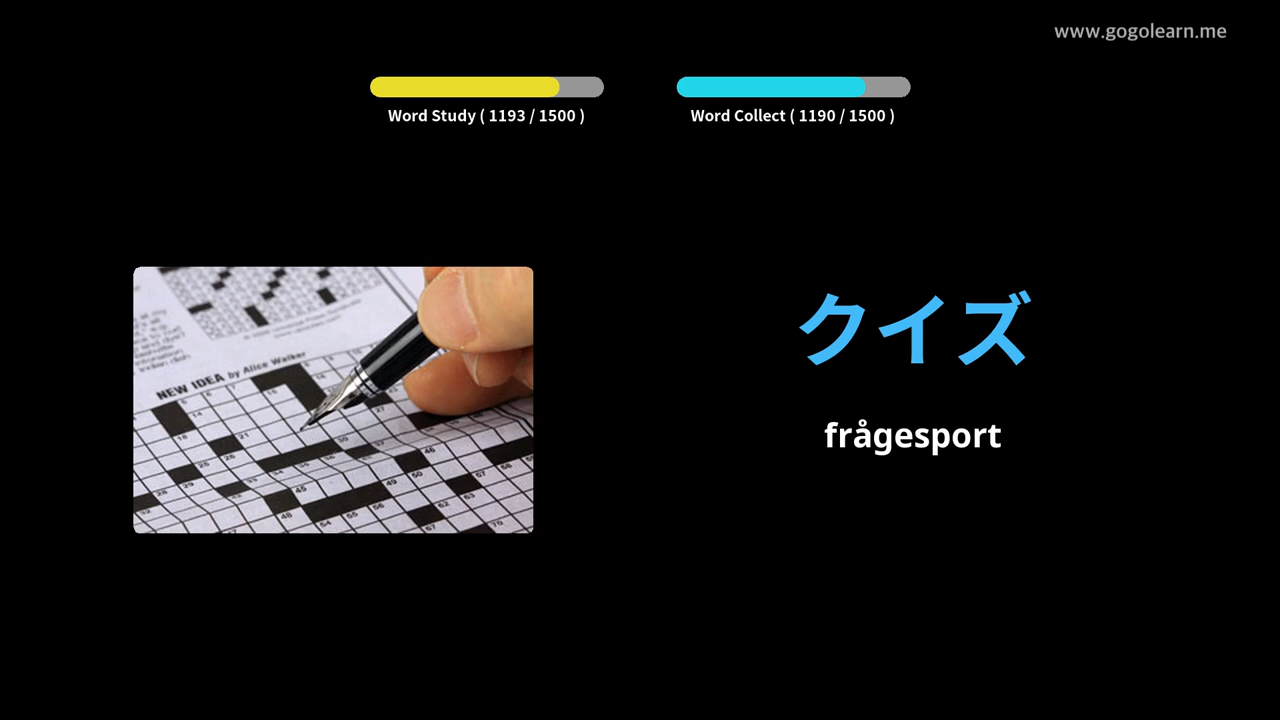 www.gogolearn.me
Word Study ( 1193 / 1500 )
Word Collect ( 1190 / 1500 )
NEW IDEA by Alice Walker
クイズ
frågesport